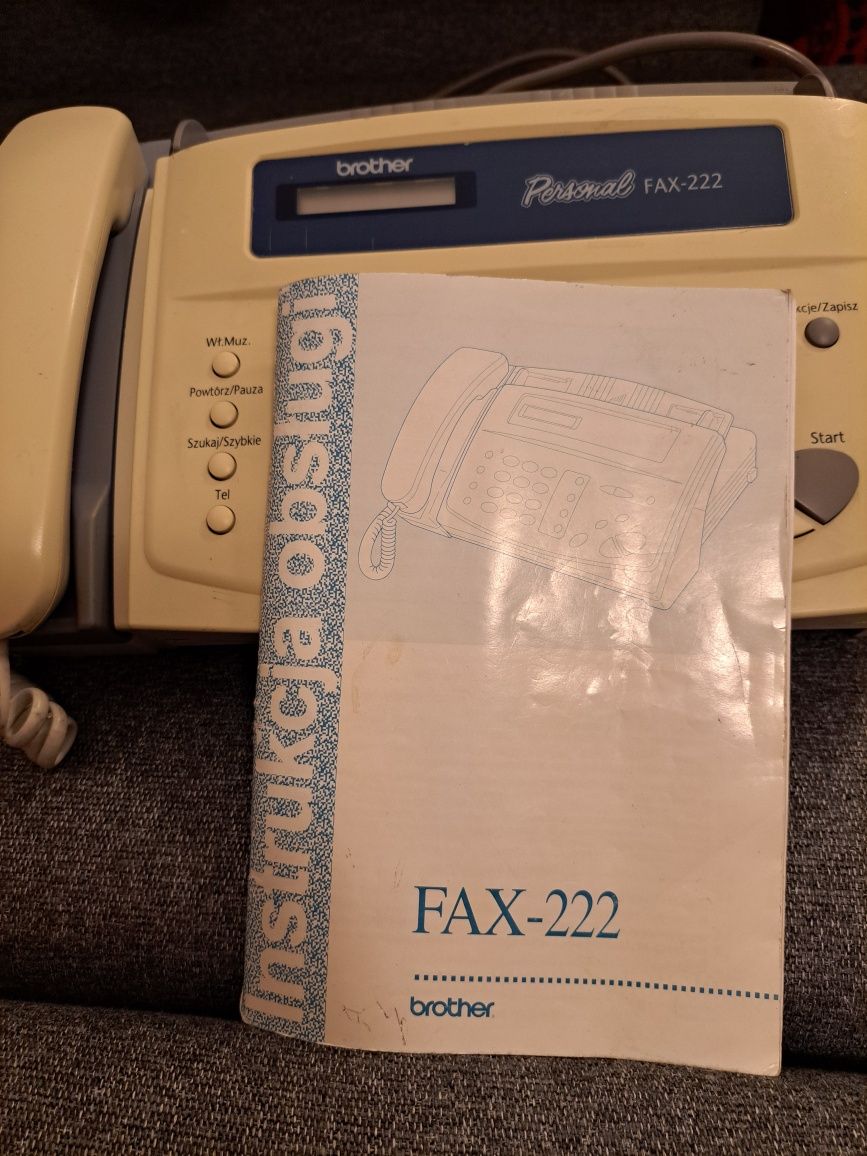 brother
Personal FAX-222
Wł.Muz.
Powtórz/Pauza
Szukaj/Szybkie
Tel
kcje/Zapisz
Start
Instrukcja obsługi
FAX-222
brother